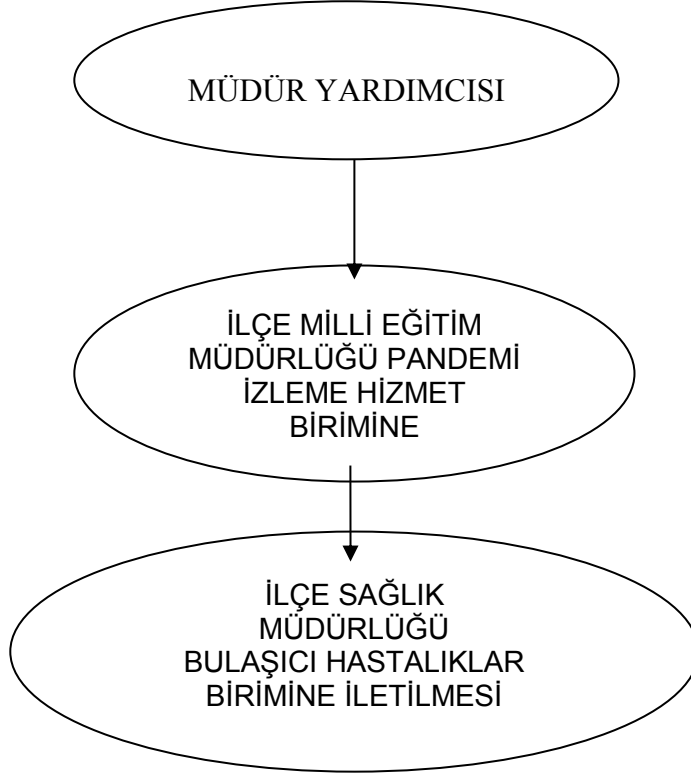 MÜDÜR YARDIMCISI
İLÇE MİLLİ EĞİTİM
MÜDÜRLÜĞÜ PANDEMİ
İZLEME HİZMET
BİRİMİNE
İLÇE SAĞLIK
MÜDÜRLÜĞÜ
BULAŞICI HASTALIKLAR
BİRİMİNE İLETİLMESİ